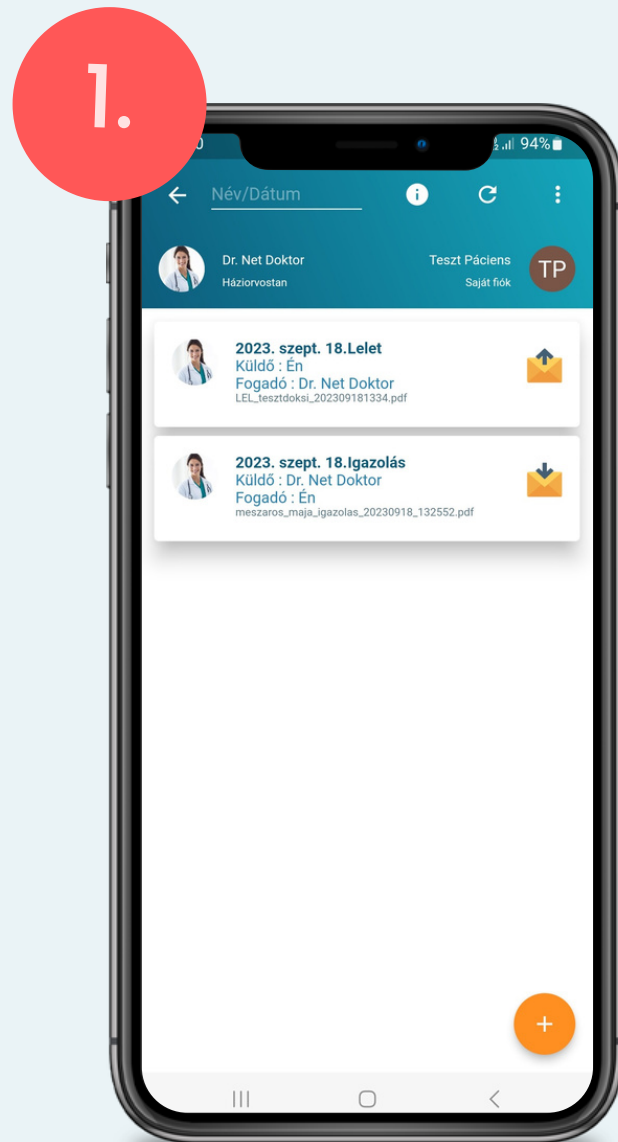 1.
94%
Név/Dátum
Dr. Net Doktor
Háziorvostan
Teszt Páciens
Saját fiók
TP
2023. szept. 18.Lelet
Küldő : Én
Fogadó : Dr. Net Doktor
LEL_tesztdoksi_202309181334.pdf
2023. szept. 18.Igazolás
Küldő : Dr. Net Doktor
Fogadó : Én
meszaros_maja_igazolas_20230918_132552.pdf